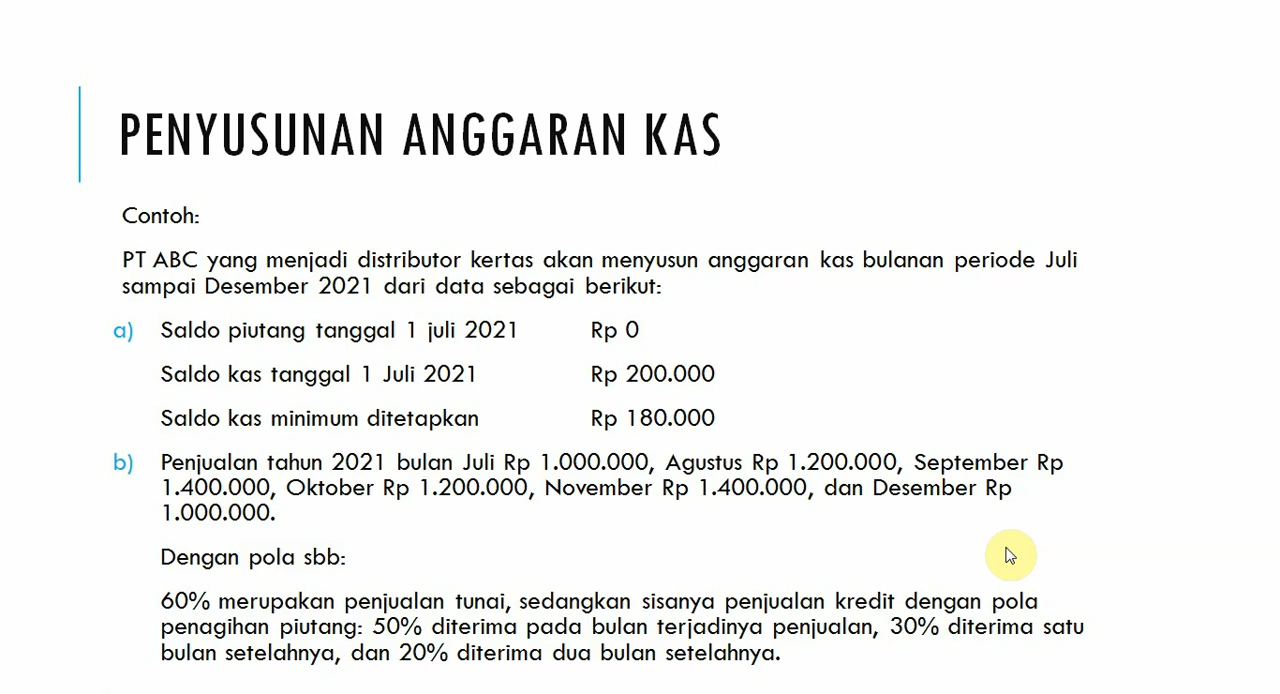 PENYUSUNAN ANGGARAN KAS
Contoh:
PT ABC yang menjadi distributor kertas akan menyusun anggaran kas bulanan periode Juli
sampai Desember 2021 dari data sebagai berikut:
a) Saldo piutang tanggal 1 juli 2021 Rp 0
Saldo kas tanggal 1 Juli 2021 Rp 200.000
Saldo kas minimum ditetapkan Rp 180.000
b) Penjualan tahun 2021 bulan Juli Rp 1.000.000, Agustus Rp 1.200.000, September Rp
1.400.000, Oktober Rp 1.200.000, November Rp 1.400.000, dan Desember Rp
1.000.000.
Dengan pola sbb:
60% merupakan penjualan tunai, sedangkan sisanya penjualan kredit dengan pola
penagihan piutang: 50% diterima pada bulan terjadinya penjualan, 30% diterima satu
bulan setelahnya, dan 20% diterima dua bulan setelahnya.